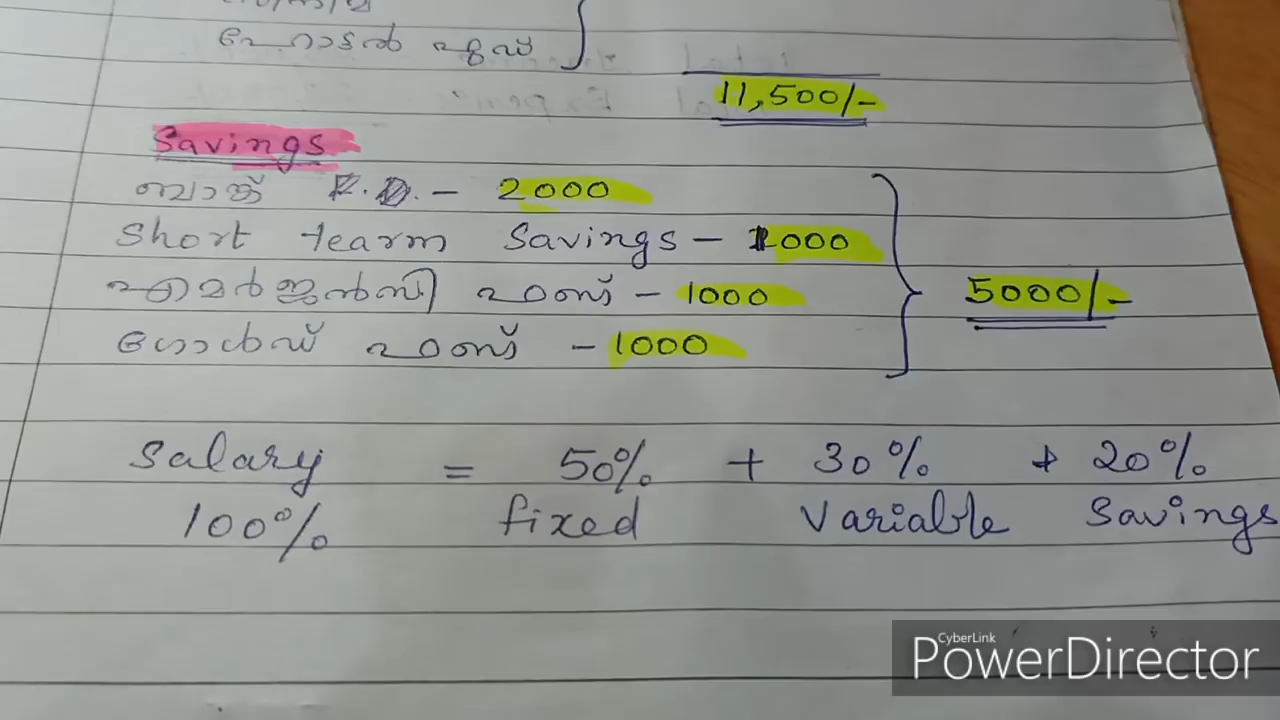 ഹോട്ടൽ ഫുഡ്
11,500/-
Savings
ബാങ്ക് R.D. - 2000
Short tearm Savings - 1000
എമർജൻസി ഫണ്ട് - 1000
ഗോൾഡ് ഫണ്ട് - 1000
5000/-
Salary = 50% + 30% + 20%
100% fixed Variable Savings
CyberLink
PowerDirector